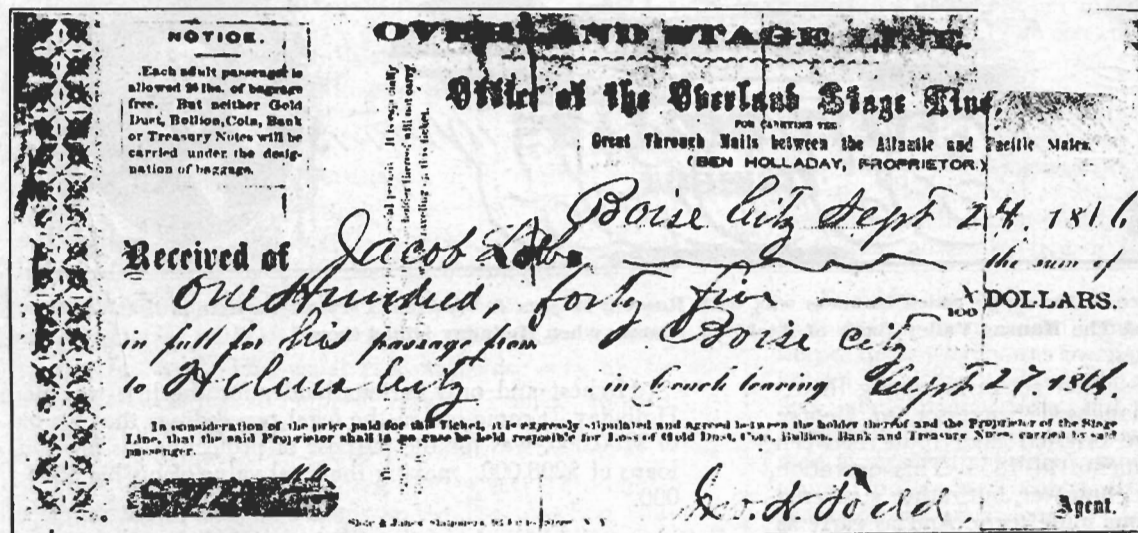 NOTICE.
Each adult passenger is
allowed 25 lbs. of baggage
free. But neither Gold
Dust, Bullion, Coin, Bank
or Treasury Notes will be
carried under the desig-
nation of baggage.
OVERLAND STAGE LINE.
Office of the Overland Stage Line
FOR CARRYING THE
Great Through Mails between the Atlantic and Pacific States.
(BEN HOLLADAY, PROPRIETOR.)
Boise City Sept 24, 1866
Received of Jacob the sum of
One Hundred forty five 100 DOLLARS.
in full for his passage from Boise City
to Helena City in Coach leaving Sept 27 1866
In consideration of the price paid for this Ticket, it is expressly stipulated and agreed between the holder thereof and the Proprietor of the Stage
Line, that the said Proprietor shall in no case be held responsible for Loss of Gold Dust, Coin, Bullion, Bank and Treasury Notes carried by said
passenger.
Todd Agent.